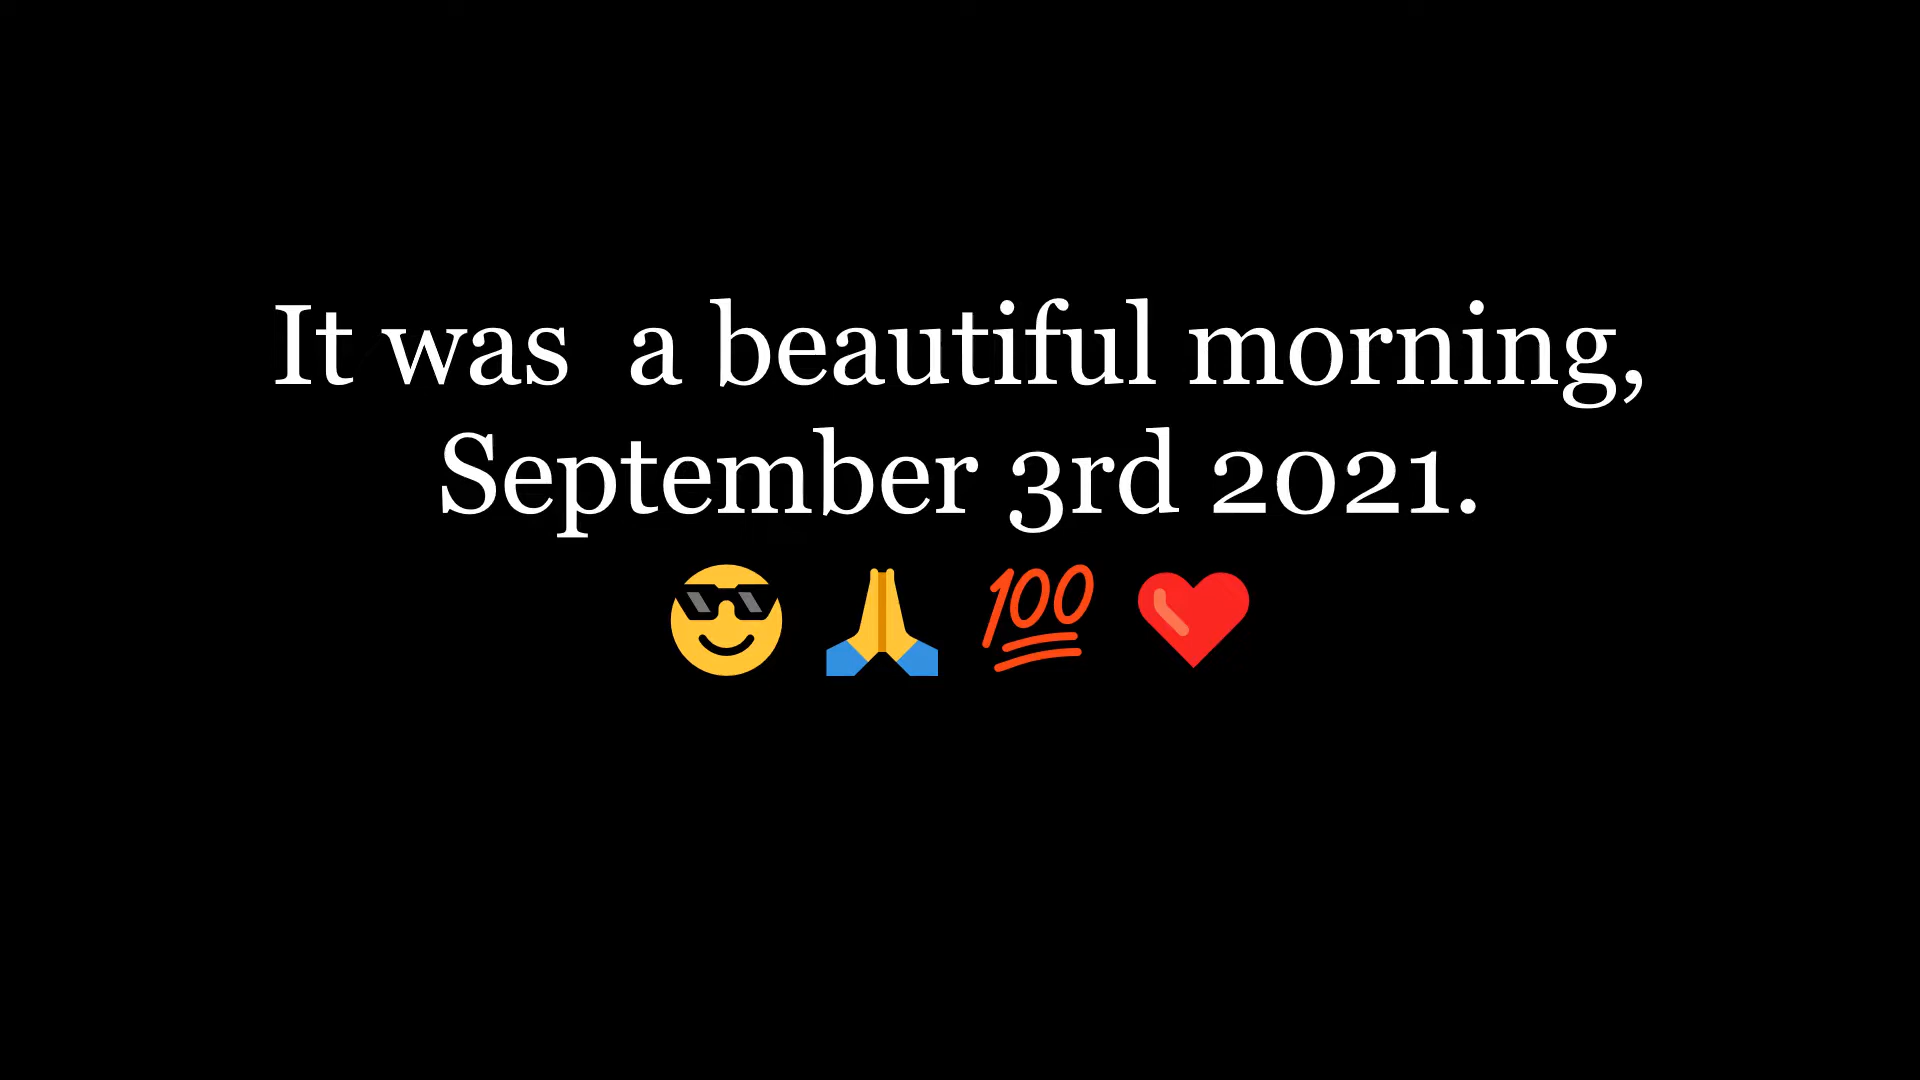 It was  a beautiful morning,
September 3rd 2021.
😎 🙏 💯 ❤️